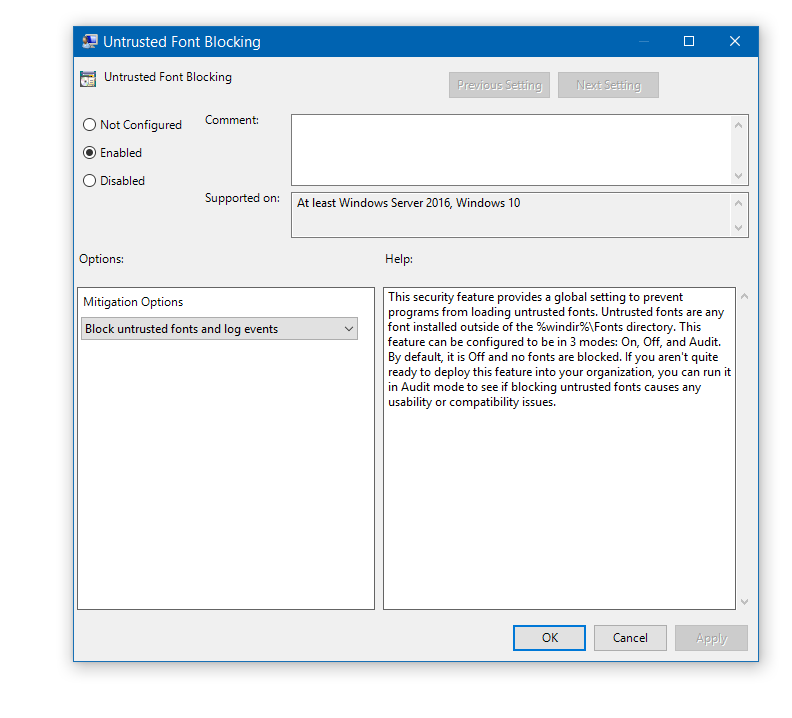 Untrusted Font Blocking
Untrusted Font Blocking
Previous Setting
Next Setting
Not Configured
Enabled
Disabled
Comment:
Supported on:
At least Windows Server 2016, Windows 10
Options:
Help:
Mitigation Options
Block untrusted fonts and log events
This security feature provides a global setting to prevent
programs from loading untrusted fonts. Untrusted fonts are any
font installed outside of the %windir%\Fonts directory. This
feature can be configured to be in 3 modes: On, Off, and Audit.
By default, it is Off and no fonts are blocked. If you aren't quite
ready to deploy this feature into your organization, you can run it
in Audit mode to see if blocking untrusted fonts causes any
usability or compatibility issues.
OK
Cancel
Apply